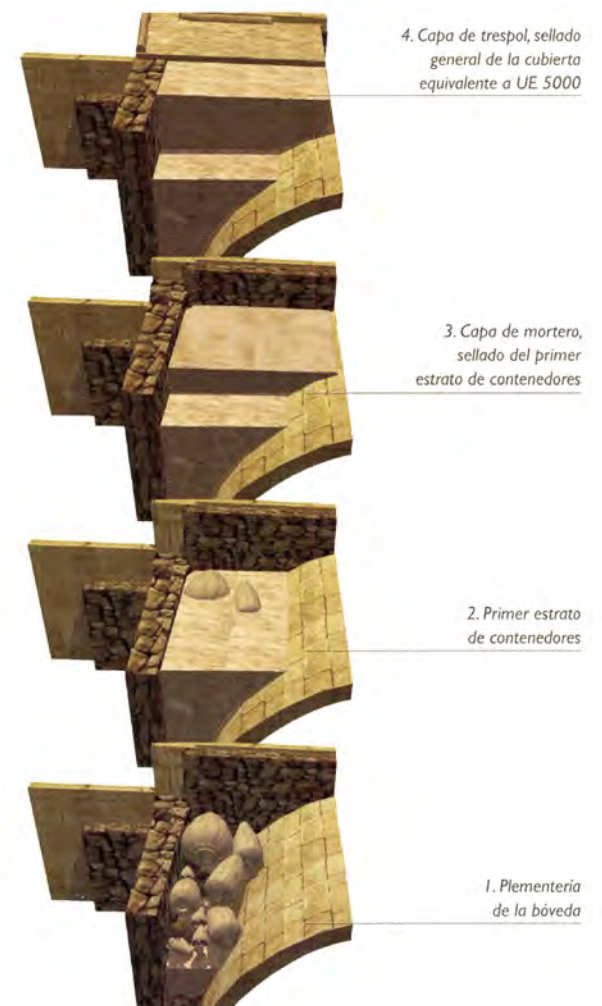 4. Capa de trespol, sellado
general de la cubierta
equivalente a UE 5000
3. Capa de mortero,
sellado del primer
estrato de contenedores
2. Primer estrato
de contenedores
1. Plementería
de la bóveda